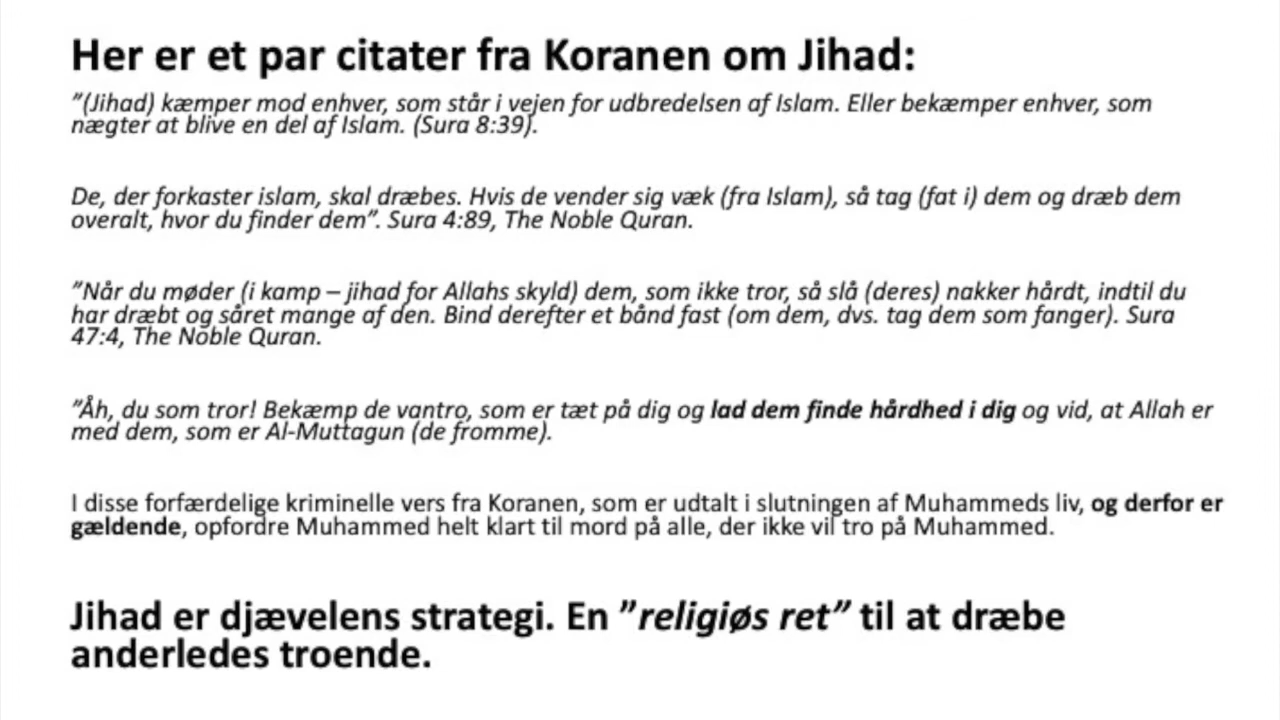 Her er et par citater fra Koranen om Jihad:
”(Jihad) kæmper mod enhver, som står i vejen for udbredelsen af Islam. Eller bekæmper enhver, som
nægter at blive en del af Islam. (Sura 8:39).
De, der forkaster islam, skal dræbes. Hvis de vender sig væk (fra Islam), så tag (fat i) dem og dræb dem
overalt, hvor du finder dem”. Sura 4:89, The Noble Quran.
”Når du møder (i kamp – jihad for Allahs skyld) dem, som ikke tror, så slå (deres) nakker hårdt, indtil du
har dræbt og såret mange af den. Bind derefter et bånd fast (om dem, dvs. tag dem som fanger). Sura
47:4, The Noble Quran.
”Åh, du som tror! Bekæmp de vantro, som er tæt på dig og lad dem finde hårdhed i dig og vid, at Allah er
med dem, som er Al-Muttagun (de fromme).
I disse forfærdelige kriminelle vers fra Koranen, som er udtalt i slutningen af Muhammeds liv, og derfor er
gældende, opfordre Muhammed helt klart til mord på alle, der ikke vil tro på Muhammed.
Jihad er djævelens strategi. En ”religiøs ret” til at dræbe
anderledes troende.